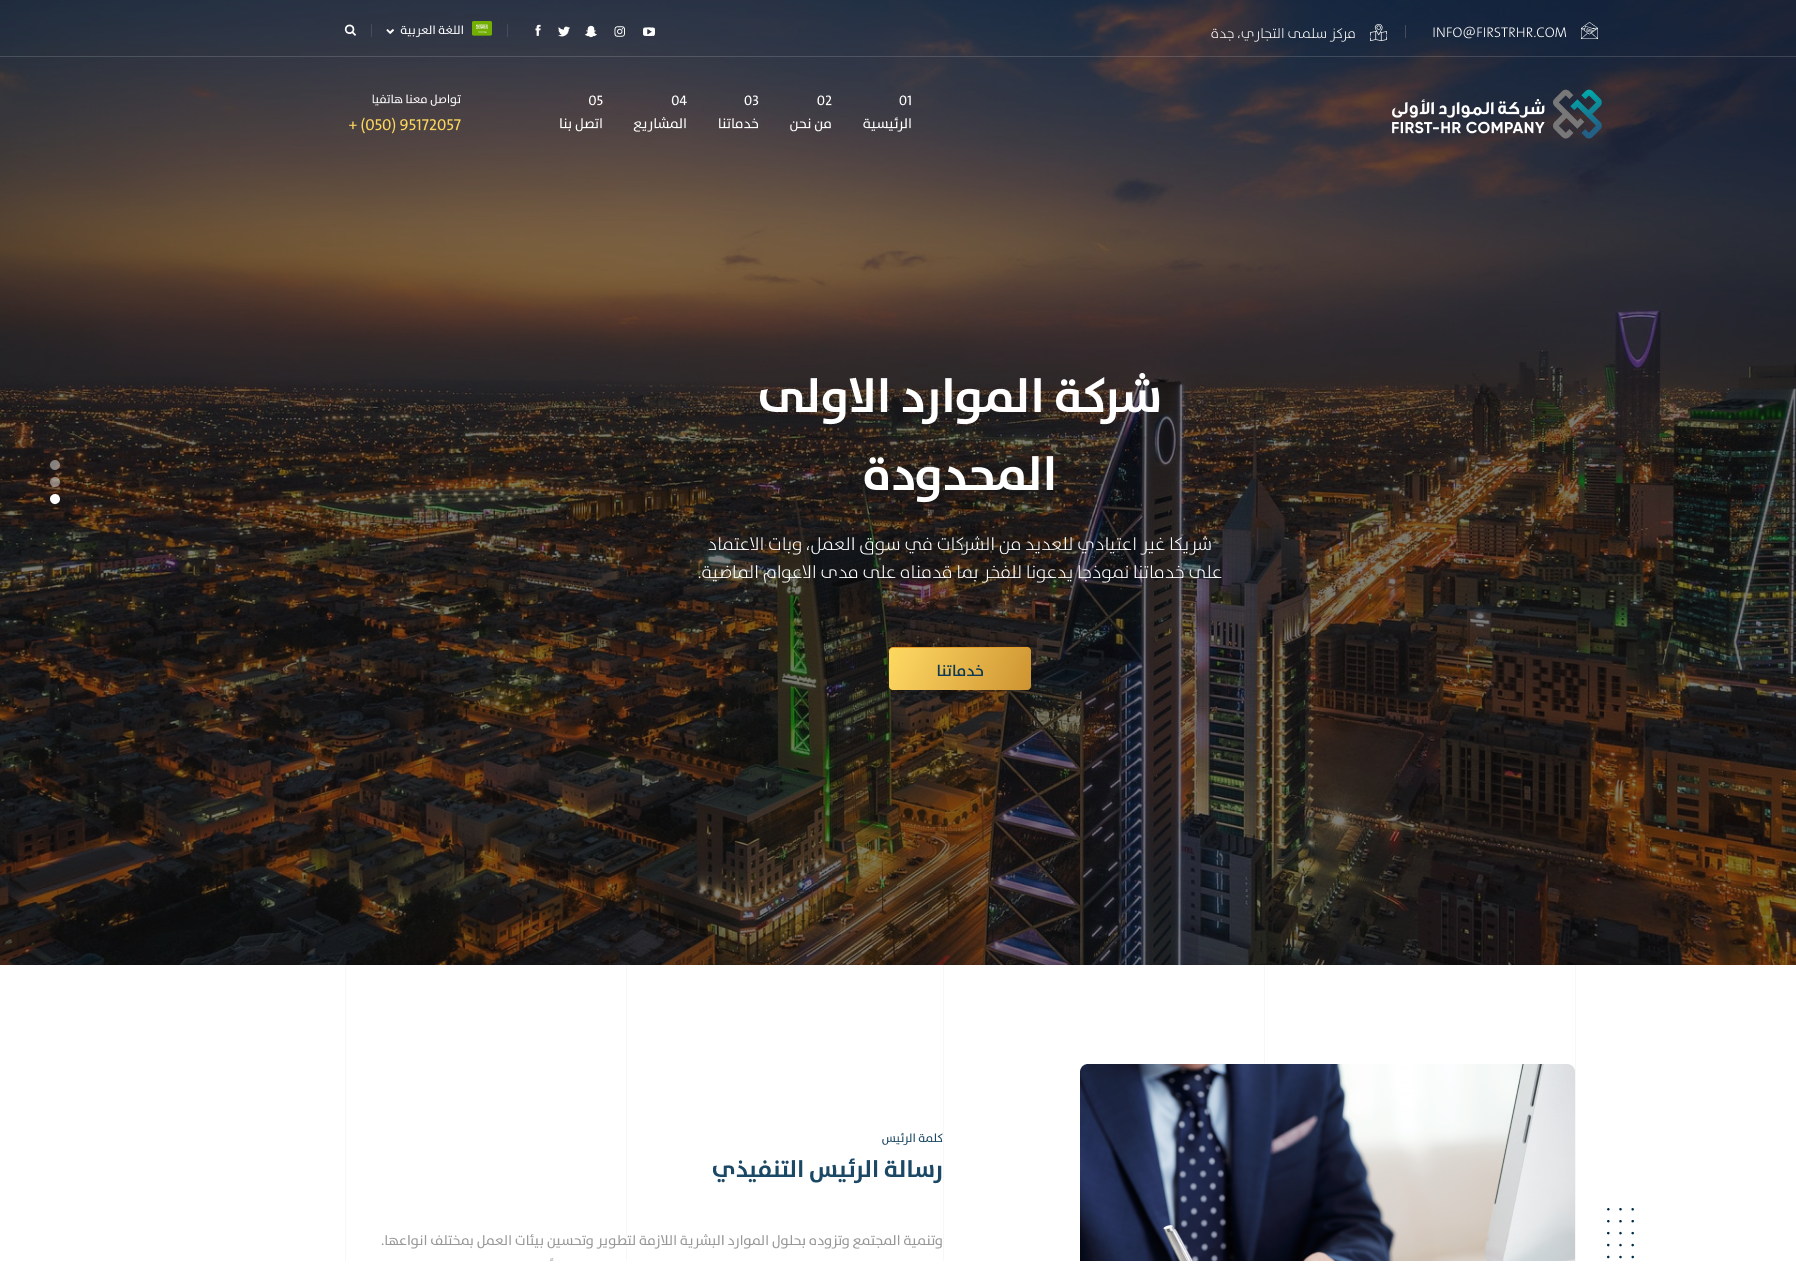 INFO@FIRSTRHR.COM
مركز سلمى التجاري، جدة
اللغة العربية
شركة الموارد الأولى
FIRST-HR COMPANY
01
الرئيسية
02
من نحن
03
خدماتنا
04
المشاريع
05
اتصل بنا
تواصل معنا هاتفيا
+ (050) 95172057
شركة الموارد الاولى
المحدودة
شريكا غير اعتيادي للعديد من الشركات في سوق العمل، وبات الاعتماد
على خدماتنا نموذجا يدعونا للفخر بما قدمناه على مدى الاعوام الماضية.
خدماتنا
كلمة الرئيس
رسالة الرئيس التنفيذي
وتنمية المجتمع وتزوده بحلول الموارد البشرية اللازمة لتطوير وتحسين بيئات العمل بمختلف انواعها.